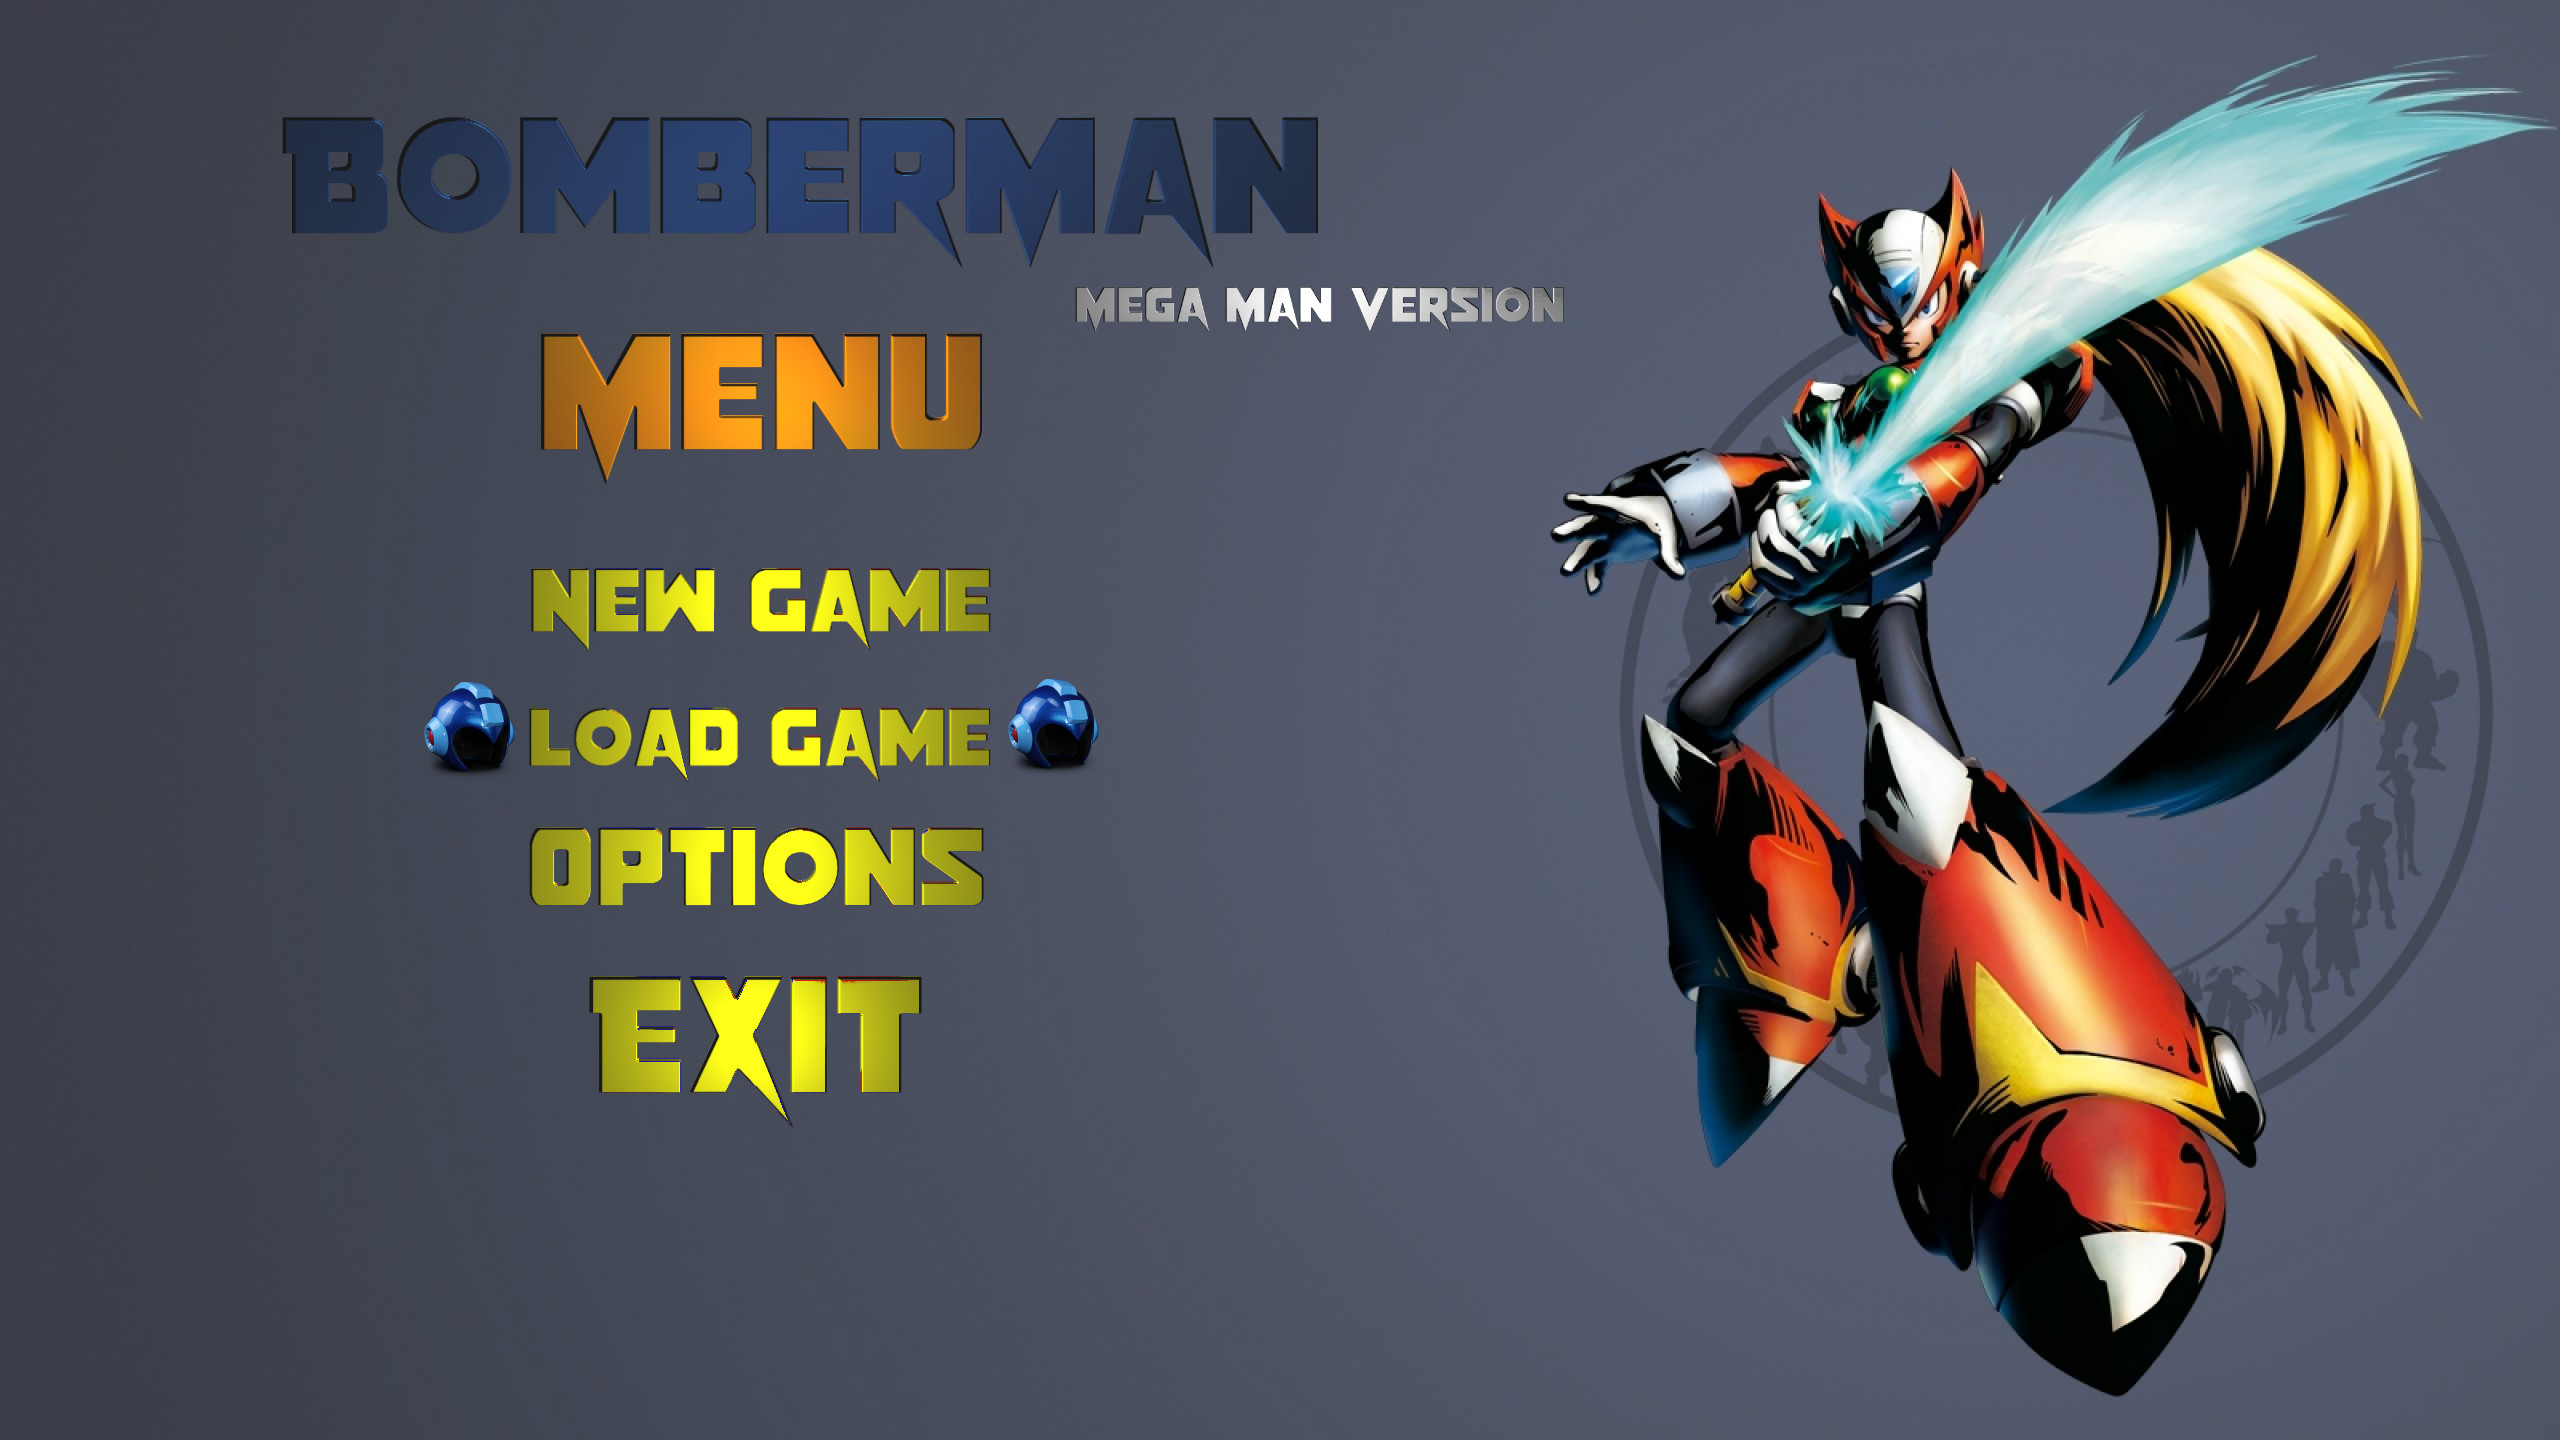 BOMBERMAN
MEGA MAN VERSION
MENU
NEW GAME
LOAD GAME
OPTIONS
EXIT